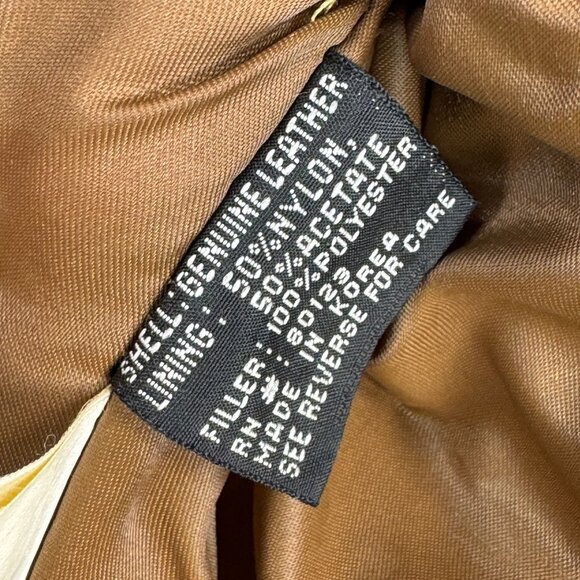 SHELL: GENUINE LEATHER
LINING: 50% NYLON,
50% ACETATE
FILLER: 100% POLYESTER
RN #: 80123
MADE IN KOREA
SEE REVERSE FOR CARE